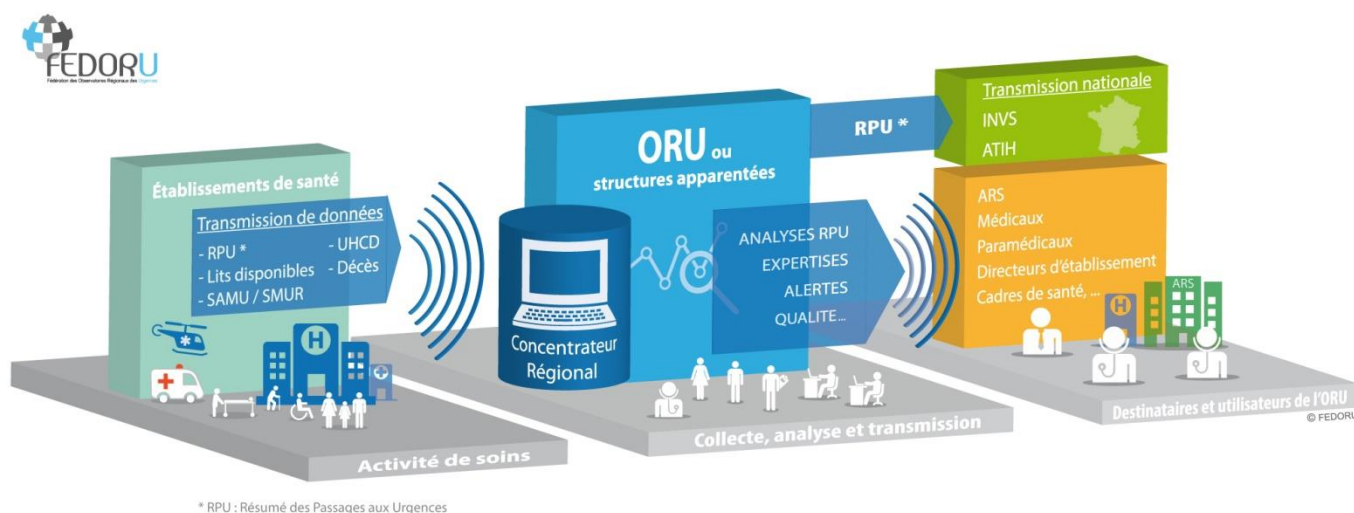 FEDORU
Fédération des Observatoires Régionaux des Urgences
Établissements de santé
Transmission de données
- RPU *
- Lits disponibles
- SAMU / SMUR
- UHCD
- Décès
H
Activité de soins
ORU ou
structures apparentées
Concentrateur
Régional
ANALYSES RPU
EXPERTISES
ALERTES
QUALITE...
Collecte, analyse et transmission
RPU *
Transmission nationale
INVS
ATIH
ARS
Médicaux
Paramédicaux
Directeurs d'établissement
Cadres de santé, ...
H
ARS
Destinataires et utilisateurs de l'ORU
© FEDORU
* RPU : Résumé des Passages aux Urgences